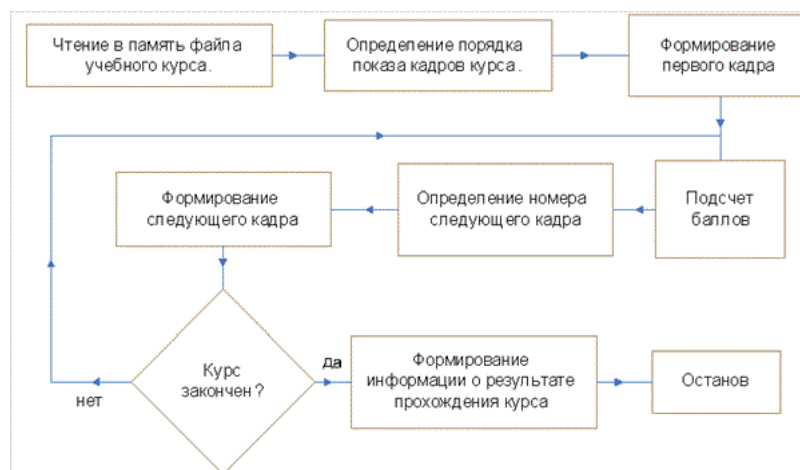 Чтение в память файла
учебного курса.
Определение порядка
показа кадров курса.
Формирование
первого кадра
Формирование
следующего кадра
Определение номера
следующего кадра
Подсчет
баллов
Курс
закончен?
нет
да
Формирование
информации о результате
прохождения курса
Останов